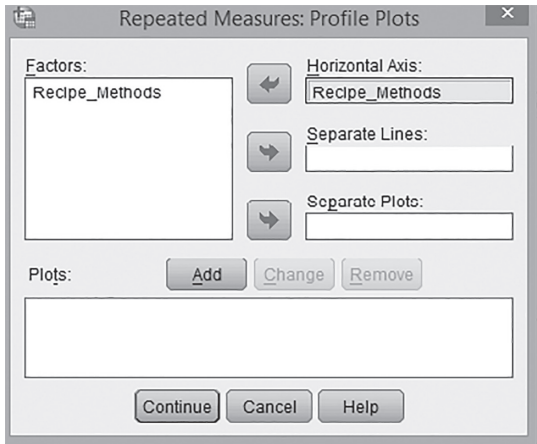 Repeated Measures: Profile Plots
Factors:
Recipe_Methods
Horizontal Axis:
Recipe_Methods
Separate Lines:
Separate Plots:
Plots:
Add
Change
Remove
Continue
Cancel
Help